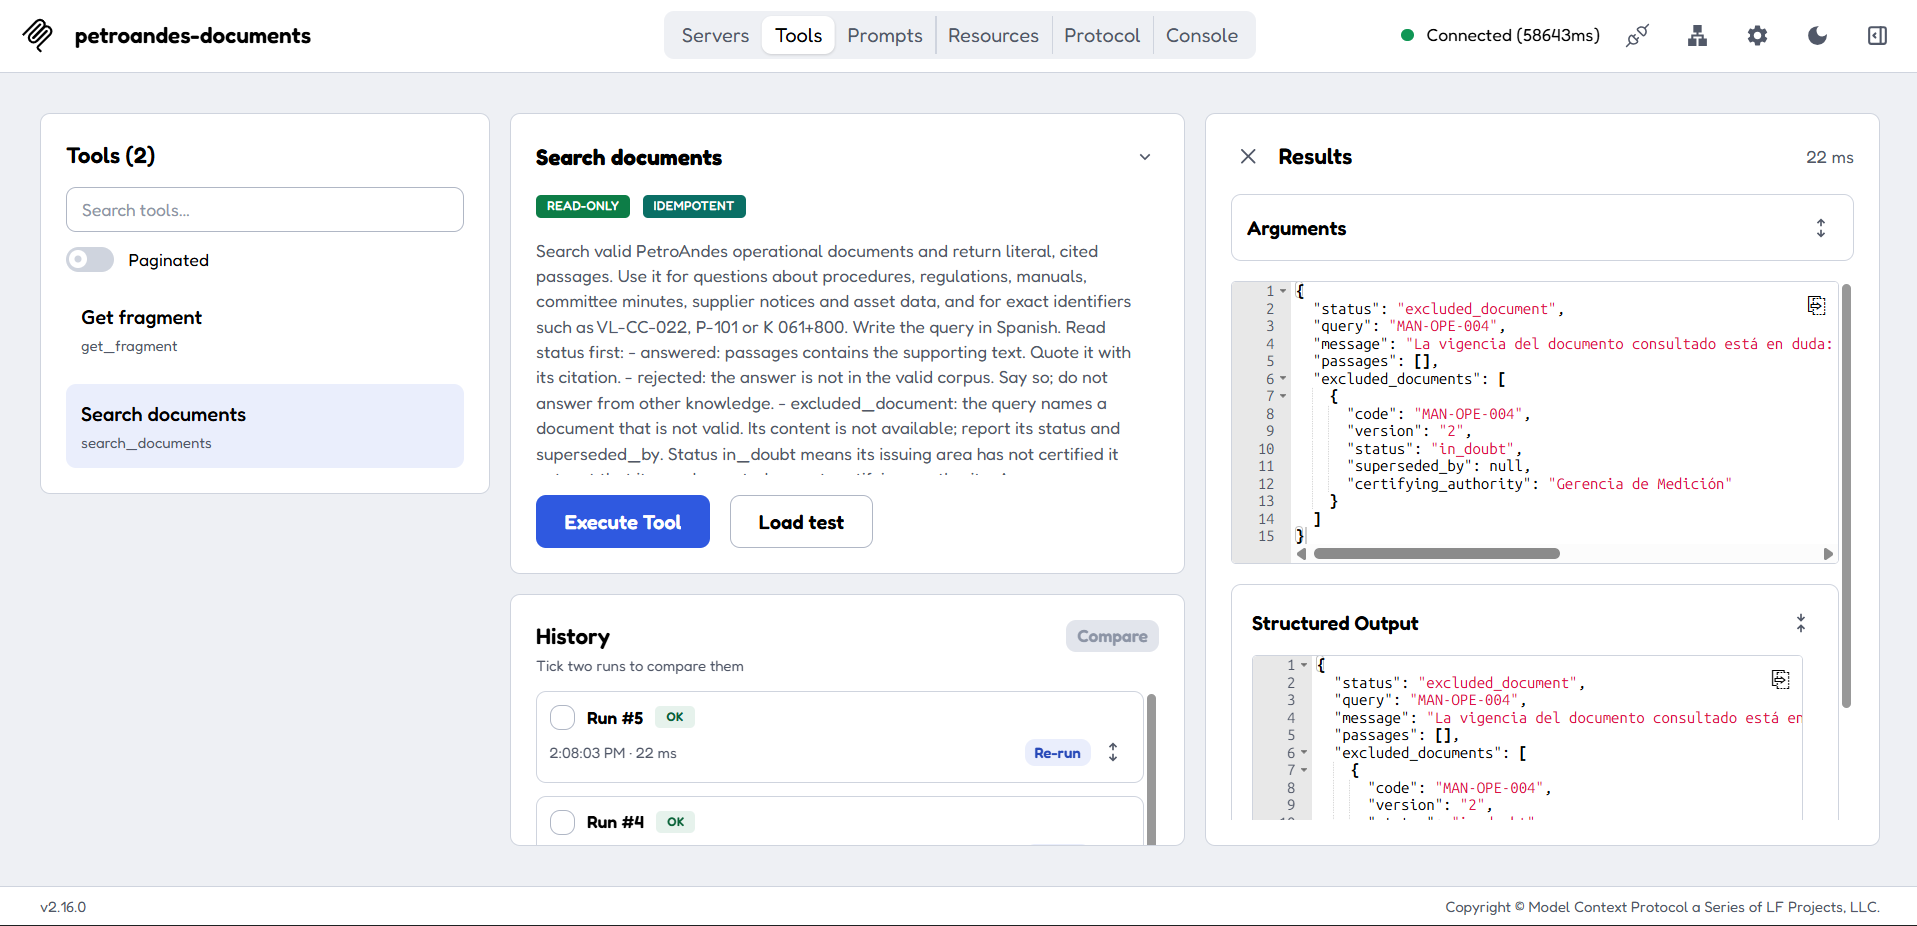 petroandes-documents
Servers
Tools
Prompts
Resources
Protocol
Console
Connected (58643ms)
Tools (2)
Search tools...
Paginated
Get fragment
get_fragment
Search documents
search_documents
Search documents
READ-ONLY
IDEMPOTENT
Search valid PetroAndes operational documents and return literal, cited
passages. Use it for questions about procedures, regulations, manuals,
committee minutes, supplier notices and asset data, and for exact identifiers
such as VL-CC-022, P-101 or K 061+800. Write the query in Spanish. Read
status first: - answered: passages contains the supporting text. Quote it with
its citation. - rejected: the answer is not in the valid corpus. Say so; do not
answer from other knowledge. - excluded_document: the query names a
document that is not valid. Its content is not available; report its status and
superseded_by. Status in_doubt means its issuing area has not certified it
Execute Tool
Load test
History
Compare
Tick two runs to compare them
Run #5
OK
2:08:03 PM · 22 ms
Re-run
Run #4
OK
Results
22 ms
Arguments
1 {
2 "status": "excluded_document",
3 "query": "MAN-OPE-004",
4 "message": "La vigencia del documento consultado está en duda:
5 "passages": [],
6 "excluded_documents": [
7 {
8 "code": "MAN-OPE-004",
9 "version": "2",
10 "status": "in_doubt",
11 "superseded_by": null,
12 "certifying_authority": "Gerencia de Medición"
13 }
14 ]
15 }
Structured Output
1 {
2 "status": "excluded_document",
3 "query": "MAN-OPE-004",
4 "message": "La vigencia del documento consultado está en
5 "passages": [],
6 "excluded_documents": [
7 {
8 "code": "MAN-OPE-004",
9 "version": "2",
v2.16.0
Copyright © Model Context Protocol a Series of LF Projects, LLC.